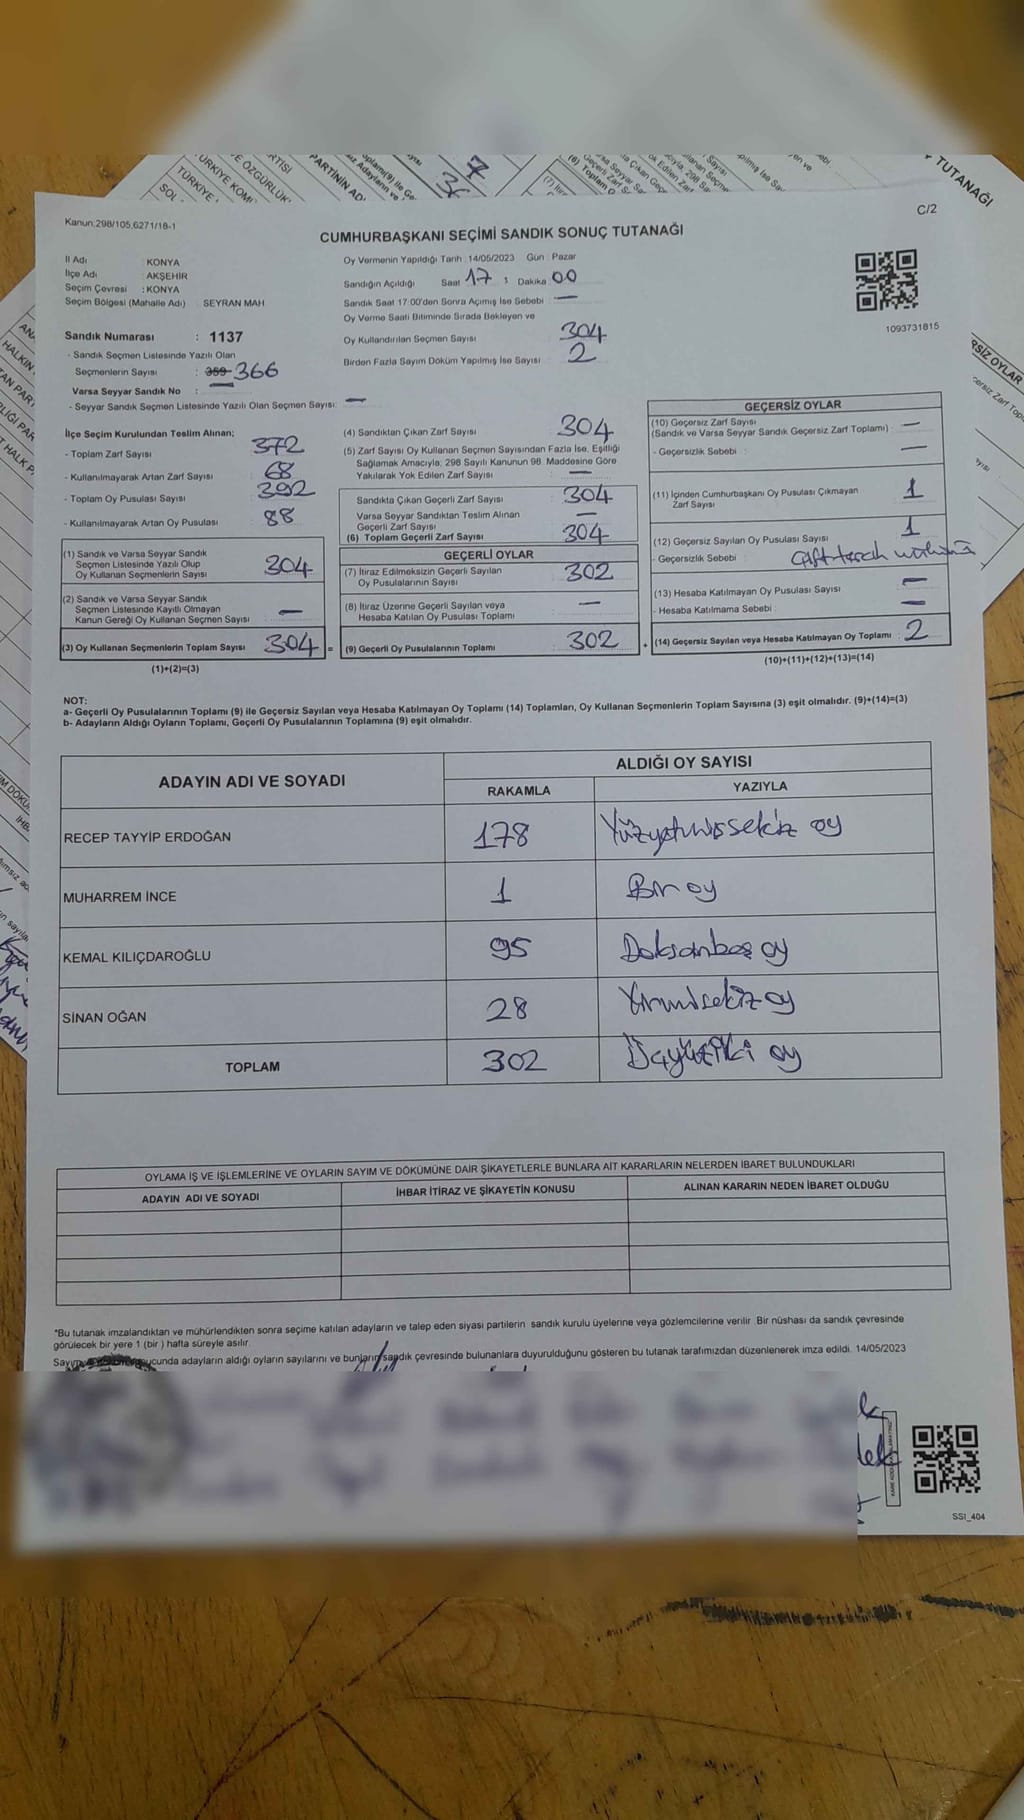 TUTANAĞI
C/2
Kanun:298/105,6271/18-1
CUMHURBAŞKANI SEÇİMİ SANDIK SONUÇ TUTANAĞI
İl Adı : KONYA
İlçe Adı : AKŞEHİR
Seçim Çevresi : KONYA
Seçim Bölgesi (Mahalle Adı) : SEYRAN MAH
Sandık Numarası : 1137
- Sandık Seçmen Listesinde Yazılı Olan
Seçmenlerin Sayısı : 359 366
Varsa Seyyar Sandık No : —
- Seyyar Sandık Seçmen Listesinde Yazılı Olan Seçmen Sayısı: —
Oy Vermenin Yapıldığı Tarih :14/05/2023 Gün : Pazar
Sandığın Açıldığı Saat 17 : Dakika 00
Sandık Saat 17:00'den Sonra Açımış İse Sebebi : —
Oy Verme Saati Bitiminde Sırada Bekleyen ve
Oy Kullandırılan Seçmen Sayısı : 304
Birden Fazla Sayım Döküm Yapılmış İse Sayısı : 2
1093731815
İlçe Seçim Kurulundan Teslim Alınan;
- Toplam Zarf Sayısı : 372
- Kullanılmayarak Artan Zarf Sayısı : 68
- Toplam Oy Pusulası Sayısı : 392
- Kullanılmayarak Artan Oy Pusulası : 88
(1) Sandık ve Varsa Seyyar Sandık
Seçmen Listesinde Yazılı Olup
Oy Kullanan Seçmenlerin Sayısı : 304
(2) Sandık ve Varsa Seyyar Sandık
Seçmen Listesinde Kayıtlı Olmayan
Kanun Gereği Oy Kullanan Seçmen Sayısı : —
(3) Oy Kullanan Seçmenlerin Toplam Sayısı : 304 =
(1)+(2)=(3)
(4) Sandıktan Çıkan Zarf Sayısı : 304
(5) Zarf Sayısı Oy Kullanan Seçmen Sayısından Fazla İse, Eşitliği
Sağlamak Amacıyla; 298 Sayılı Kanunun 98. Maddesine Göre
Yakılarak Yok Edilen Zarf Sayısı : —
Sandıkta Çıkan Geçerli Zarf Sayısı : 304
Varsa Seyyar Sandıktan Teslim Alınan
Geçerli Zarf Sayısı : —
(6) Toplam Geçerli Zarf Sayısı : 304
GEÇERLİ OYLAR
(7) İtiraz Edilmeksizin Geçerli Sayılan
Oy Pusulalarının Sayısı : 302
(8) İtiraz Üzerine Geçerli Sayılan veya
Hesaba Katılan Oy Pusulası Toplamı : —
(9) Geçerli Oy Pusulalarının Toplamı : 302 +
GEÇERSİZ OYLAR
(10) Geçersiz Zarf Sayısı
(Sandık ve Varsa Seyyar Sandık Geçersiz Zarf Toplamı) : —
- Geçersizlik Sebebi : —
(11) İçinden Cumhurbaşkanı Oy Pusulası Çıkmayan
Zarf Sayısı : 1
(12) Geçersiz Sayılan Oy Pusulası Sayısı : 1
- Geçersizlik Sebebi : Çift tercih
(13) Hesaba Katılmayan Oy Pusulası Sayısı : —
- Hesaba Katılmama Sebebi : —
(14) Geçersiz Sayılan veya Hesaba Katılmayan Oy Toplamı : 2
(10)+(11)+(12)+(13)=(14)
NOT:
a- Geçerli Oy Pusulalarının Toplamı (9) ile Geçersiz Sayılan veya Hesaba Katılmayan Oy Toplamı (14) Toplamları, Oy Kullanan Seçmenlerin Toplam Sayısına (3) eşit olmalıdır. (9)+(14)=(3)
b- Adayların Aldığı Oyların Toplamı, Geçerli Oy Pusulalarının Toplamına (9) eşit olmalıdır.
ADAYIN ADI VE SOYADI ALDIĞI OY SAYISI
RAKAMLA YAZIYLA
RECEP TAYYİP ERDOĞAN 178 Yüzyetmişsekiz oy
MUHARREM İNCE 1 Bir oy
KEMAL KILIÇDAROĞLU 95 Doksanbeş oy
SİNAN OĞAN 28 Yirmisekiz oy
TOPLAM 302 Üçyüziki oy
OYLAMA İŞ VE İŞLEMLERİNE VE OYLARIN SAYIM VE DÖKÜMÜNE DAİR ŞİKAYETLERLE BUNLARA AİT KARARLARIN NELERDEN İBARET BULUNDUKLARI
ADAYIN ADI VE SOYADI İHBAR İTİRAZ VE ŞİKAYETİN KONUSU ALINAN KARARIN NEDEN İBARET OLDUĞU
*Bu tutanak imzalandıktan ve mühürlendikten sonra seçime katılan adayların ve talep eden siyasi partilerin sandık kurulu üyelerine veya gözlemcilerine verilir. Bir nüshası da sandık çevresinde
görülecek bir yere 1 (bir) hafta süreyle asılır.
ucunda adayların aldığı oyların sayılarını ve bunların sandık çevresinde bulunanlara duyurulduğunu gösteren bu tutanak tarafımızdan düzenlenerek imza edildi. 14/05/2023
SSI_404